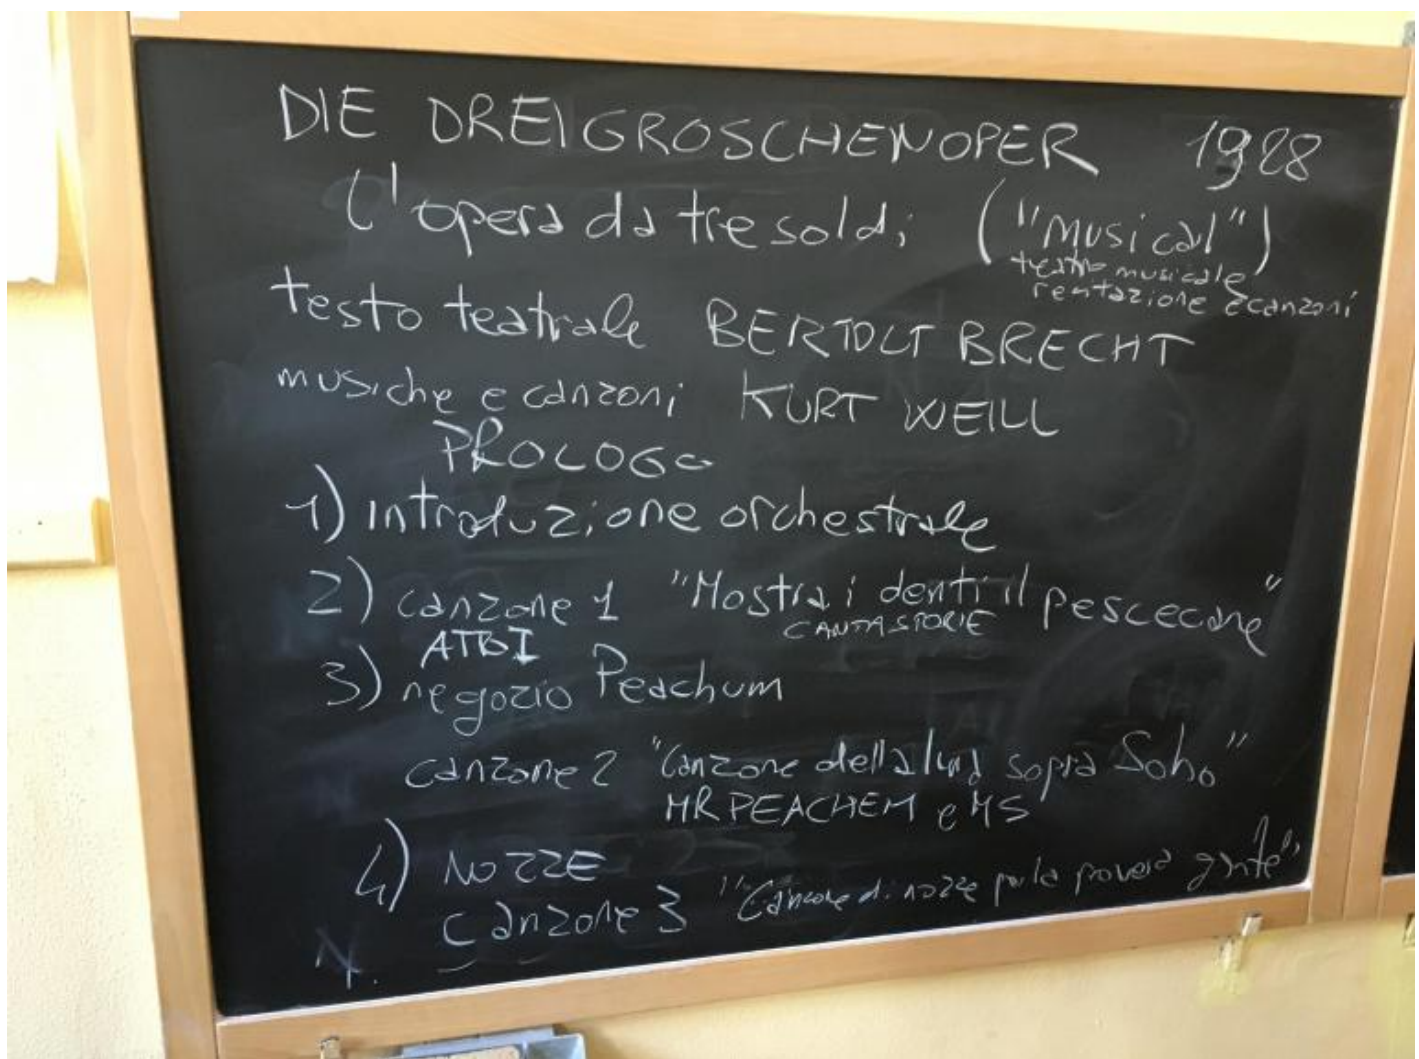 DIE DREIGROSCHENOPER 1928
l'opera da tre soldi ("musical")
teatro musicale
recitazione e canzoni
testo teatrale BERTOLT BRECHT
musiche e canzoni KURT WEILL
PROLOGO
1) introduzione orchestrale
2) canzone 1 "Mostra i denti il pescecane"
CANTASTORIE
3) negozio Peachum
canzone 2 "Canzone della luna sopra Soho"
MR PEACHEM e MS
4) NOZZE
canzone 3 "Canzone di nozze per la povera gente"